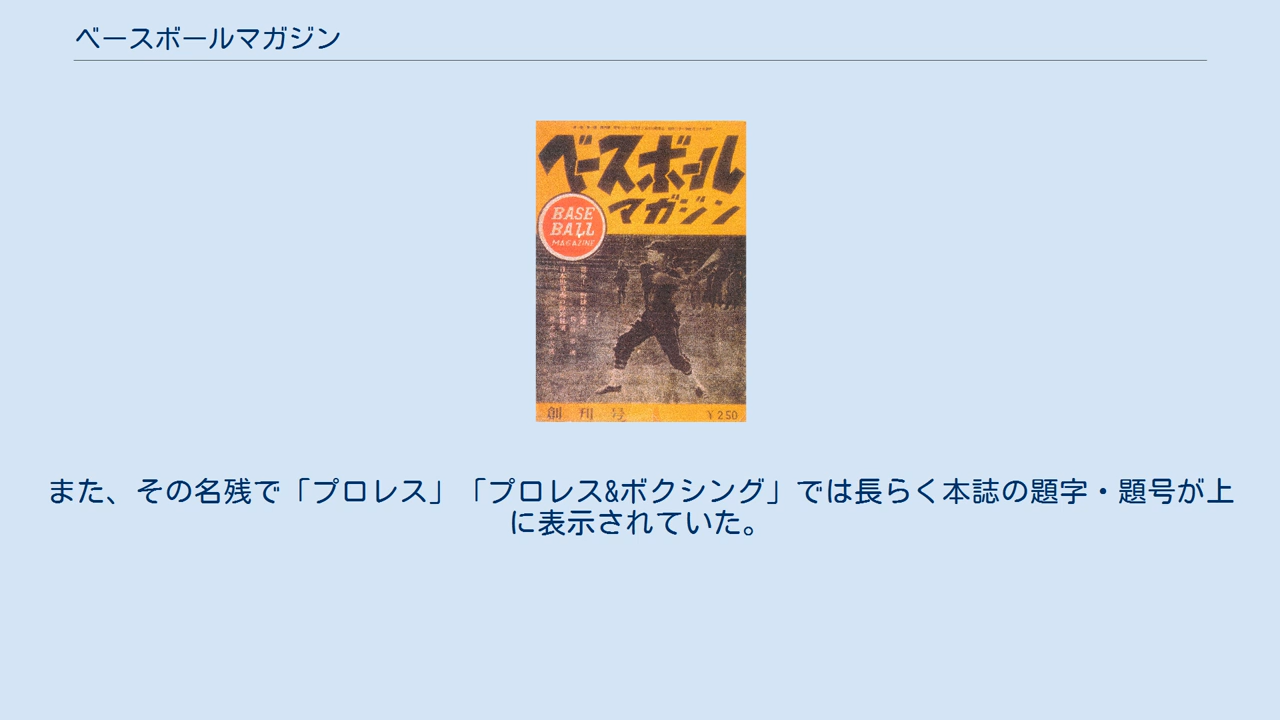 ベースボールマガジン
ベースボール
マガジン
BASE
BALL
MAGAZINE
創刊号
¥250
また、その名残で「プロレス」「プロレス&ボクシング」では長らく本誌の題字・題号が上
に表示されていた。